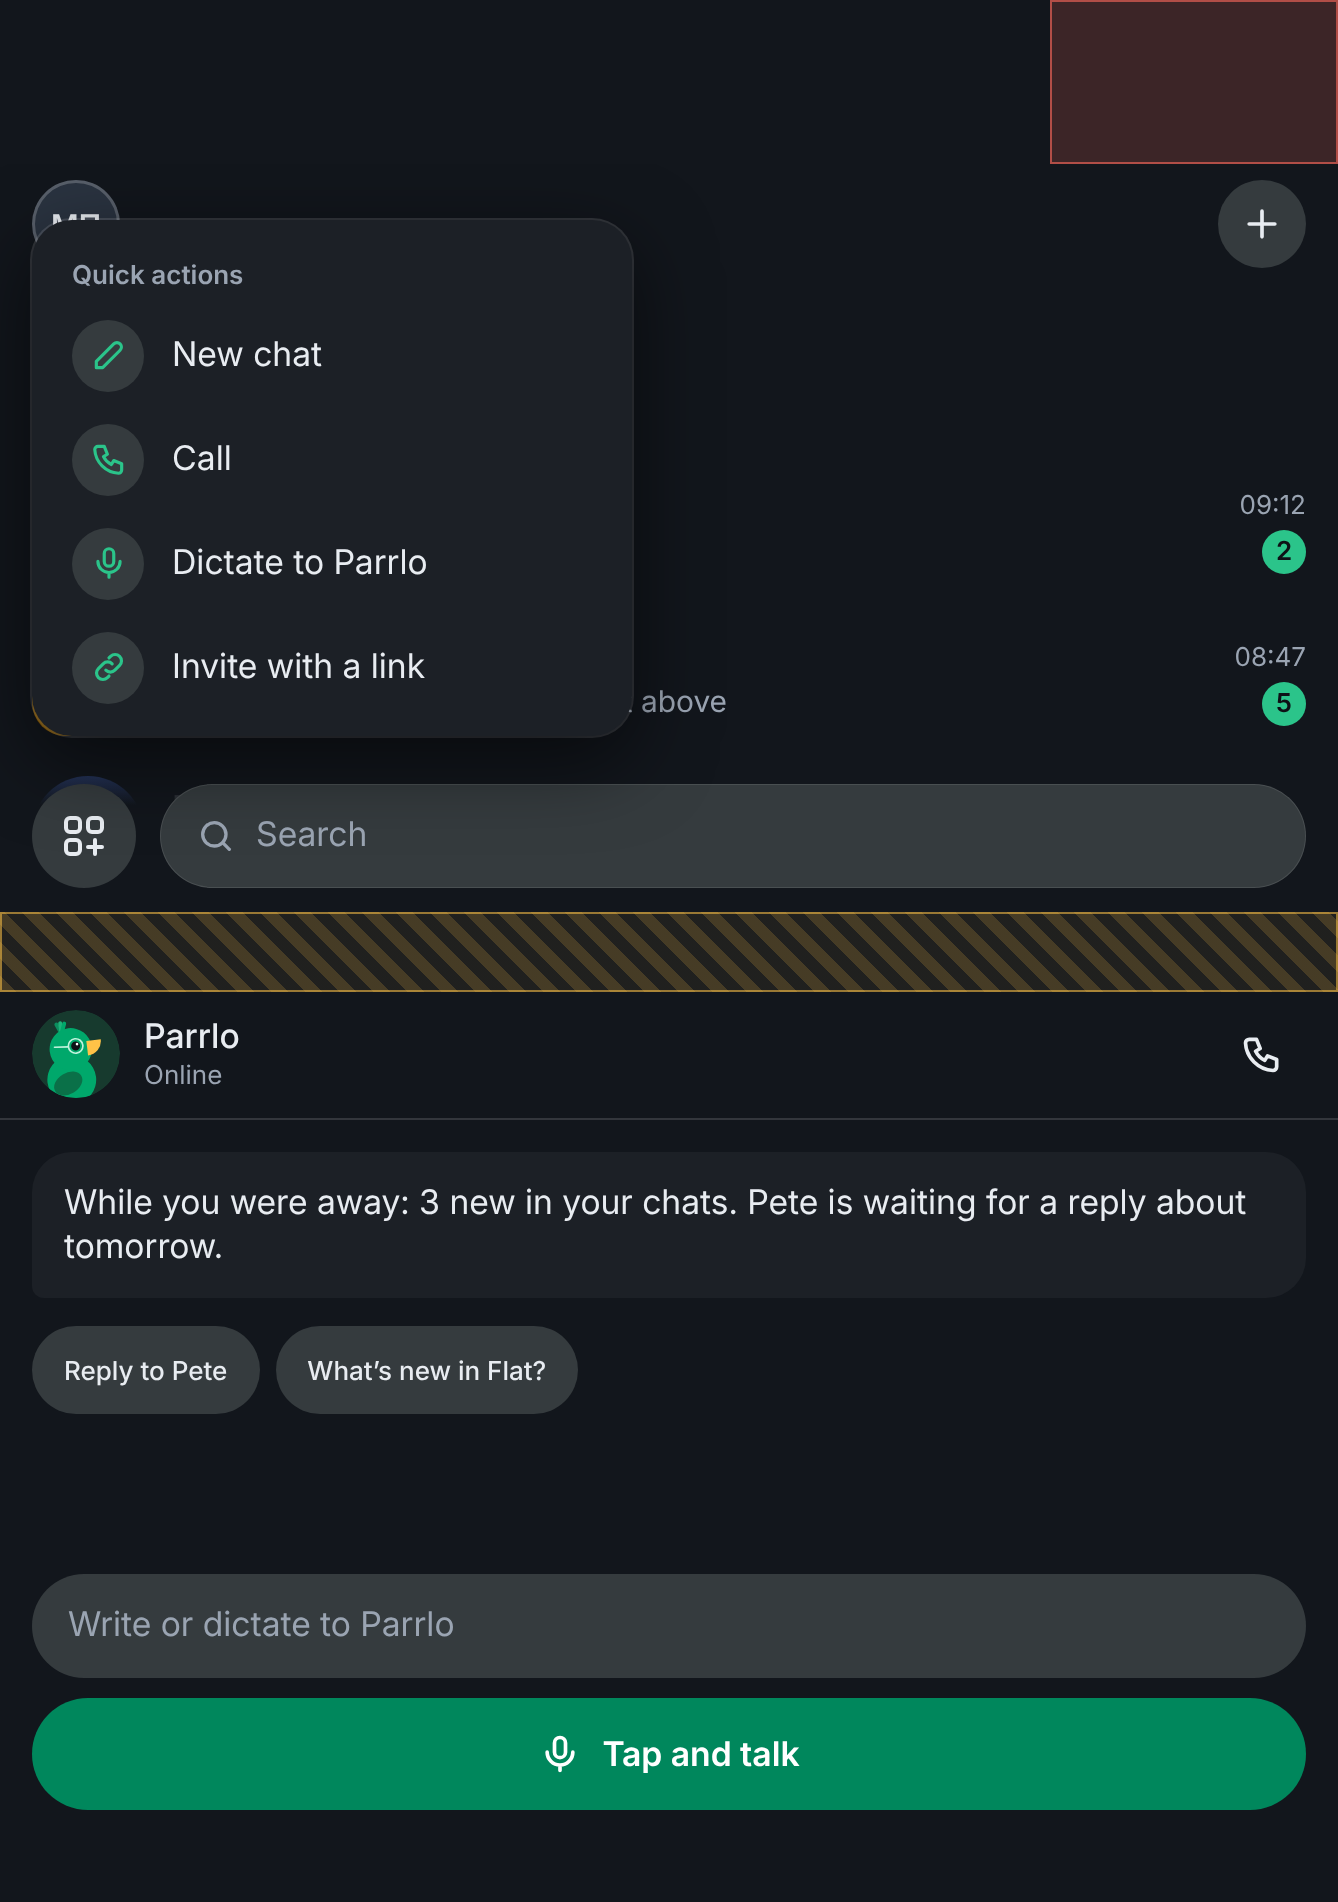 Quick actions
New chat
Call
Dictate to Parrlo
Invite with a link
09:12
2
08:47
above
5
Search
Parrlo
Online
While you were away: 3 new in your chats. Pete is waiting for a reply about
tomorrow.
Reply to Pete
What’s new in Flat?
Write or dictate to Parrlo
Tap and talk